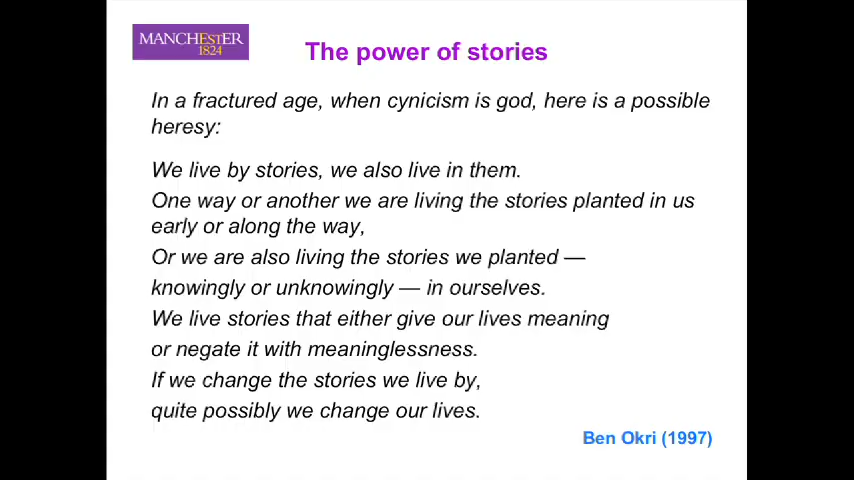 MANCHESTER
1824
The power of stories
In a fractured age, when cynicism is god, here is a possible
heresy:
We live by stories, we also live in them.
One way or another we are living the stories planted in us
early or along the way,
Or we are also living the stories we planted —
knowingly or unknowingly — in ourselves.
We live stories that either give our lives meaning
or negate it with meaninglessness.
If we change the stories we live by,
quite possibly we change our lives.
Ben Okri (1997)